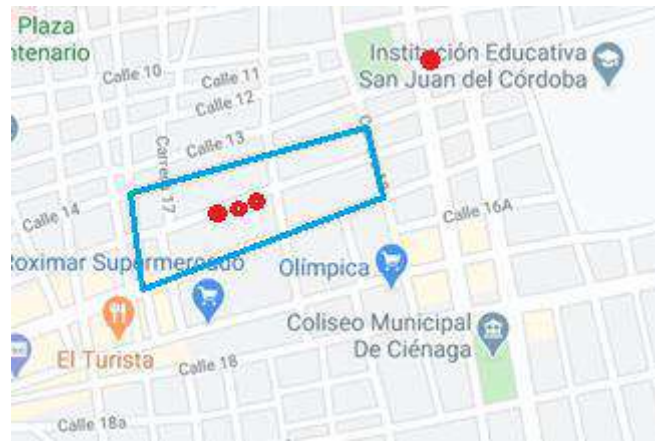 Plaza
ntenario
Institución Educativa
San Juan del Córdoba
Calle 10
Calle 11
Calle 12
Calle 13
Carrera 17
Calle 14
Calle 16A
oximar Supermercado
Olímpica
Coliseo Municipal
De Ciénaga
El Turista
Calle 18
Calle 18a